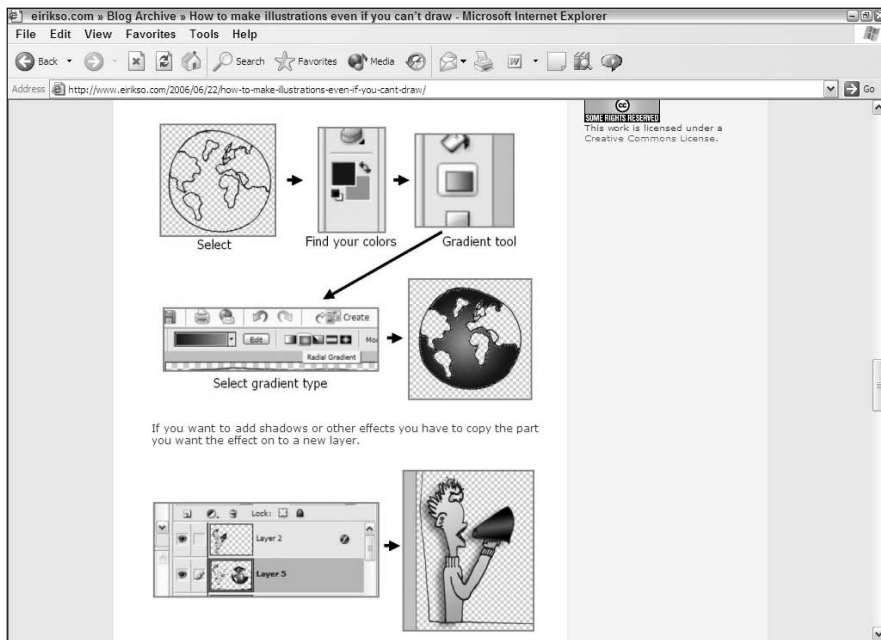 eirikso.com » Blog Archive » How to make illustrations even if you can't draw - Microsoft Internet Explorer
File Edit View Favorites Tools Help
Back Search Favorites Media
Address http://www.eirikso.com/2006/06/22/how-to-make-illustrations-even-if-you-cant-draw/ Go
cc
SOME RIGHTS RESERVED
This work is licensed under a
Creative Commons License.
Select Find your colors Gradient tool
Create
Edit
Radial Gradient
Select gradient type
If you want to add shadows or other effects you have to copy the part
you want the effect on to a new layer.
Lock:
Layer 2
Layer 5